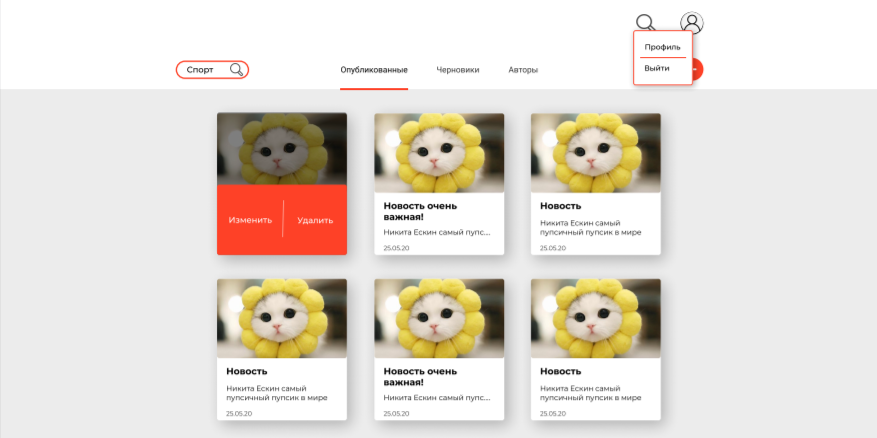 Профиль
Выйти
Спорт
Опубликованные
Черновики
Авторы
Изменить
Удалить
Новость очень
важная!
Никита Ескин самый пупс...
25.05.20
Новость
Никита Ескин самый
пупсичный пупсик в мире
25.05.20
Новость
Никита Ескин самый
пупсичный пупсик в мире
25.05.20
Новость очень
важная!
Никита Ескин самый пупс...
25.05.20
Новость
Никита Ескин самый
пупсичный пупсик в мире
25.05.20